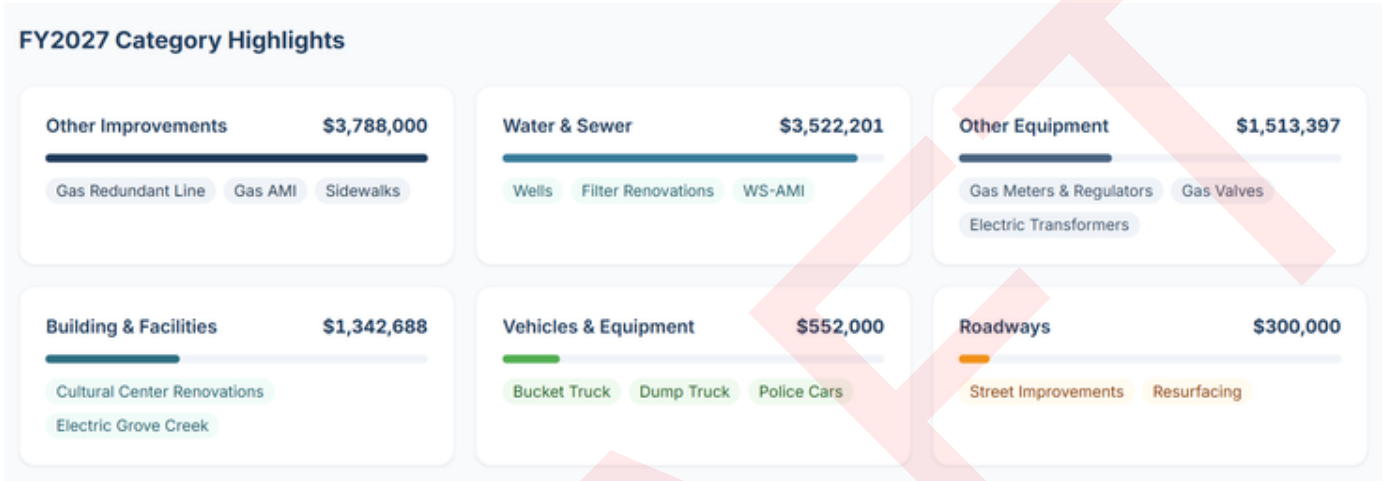 FY2027 Category Highlights
Other Improvements $3,788,000
Gas Redundant Line Gas AMI Sidewalks
Water & Sewer $3,522,201
Wells Filter Renovations WS-AMI
Other Equipment $1,513,397
Gas Meters & Regulators Gas Valves
Electric Transformers
Building & Facilities $1,342,688
Cultural Center Renovations
Electric Grove Creek
Vehicles & Equipment $552,000
Bucket Truck Dump Truck Police Cars
Roadways $300,000
Street Improvements Resurfacing